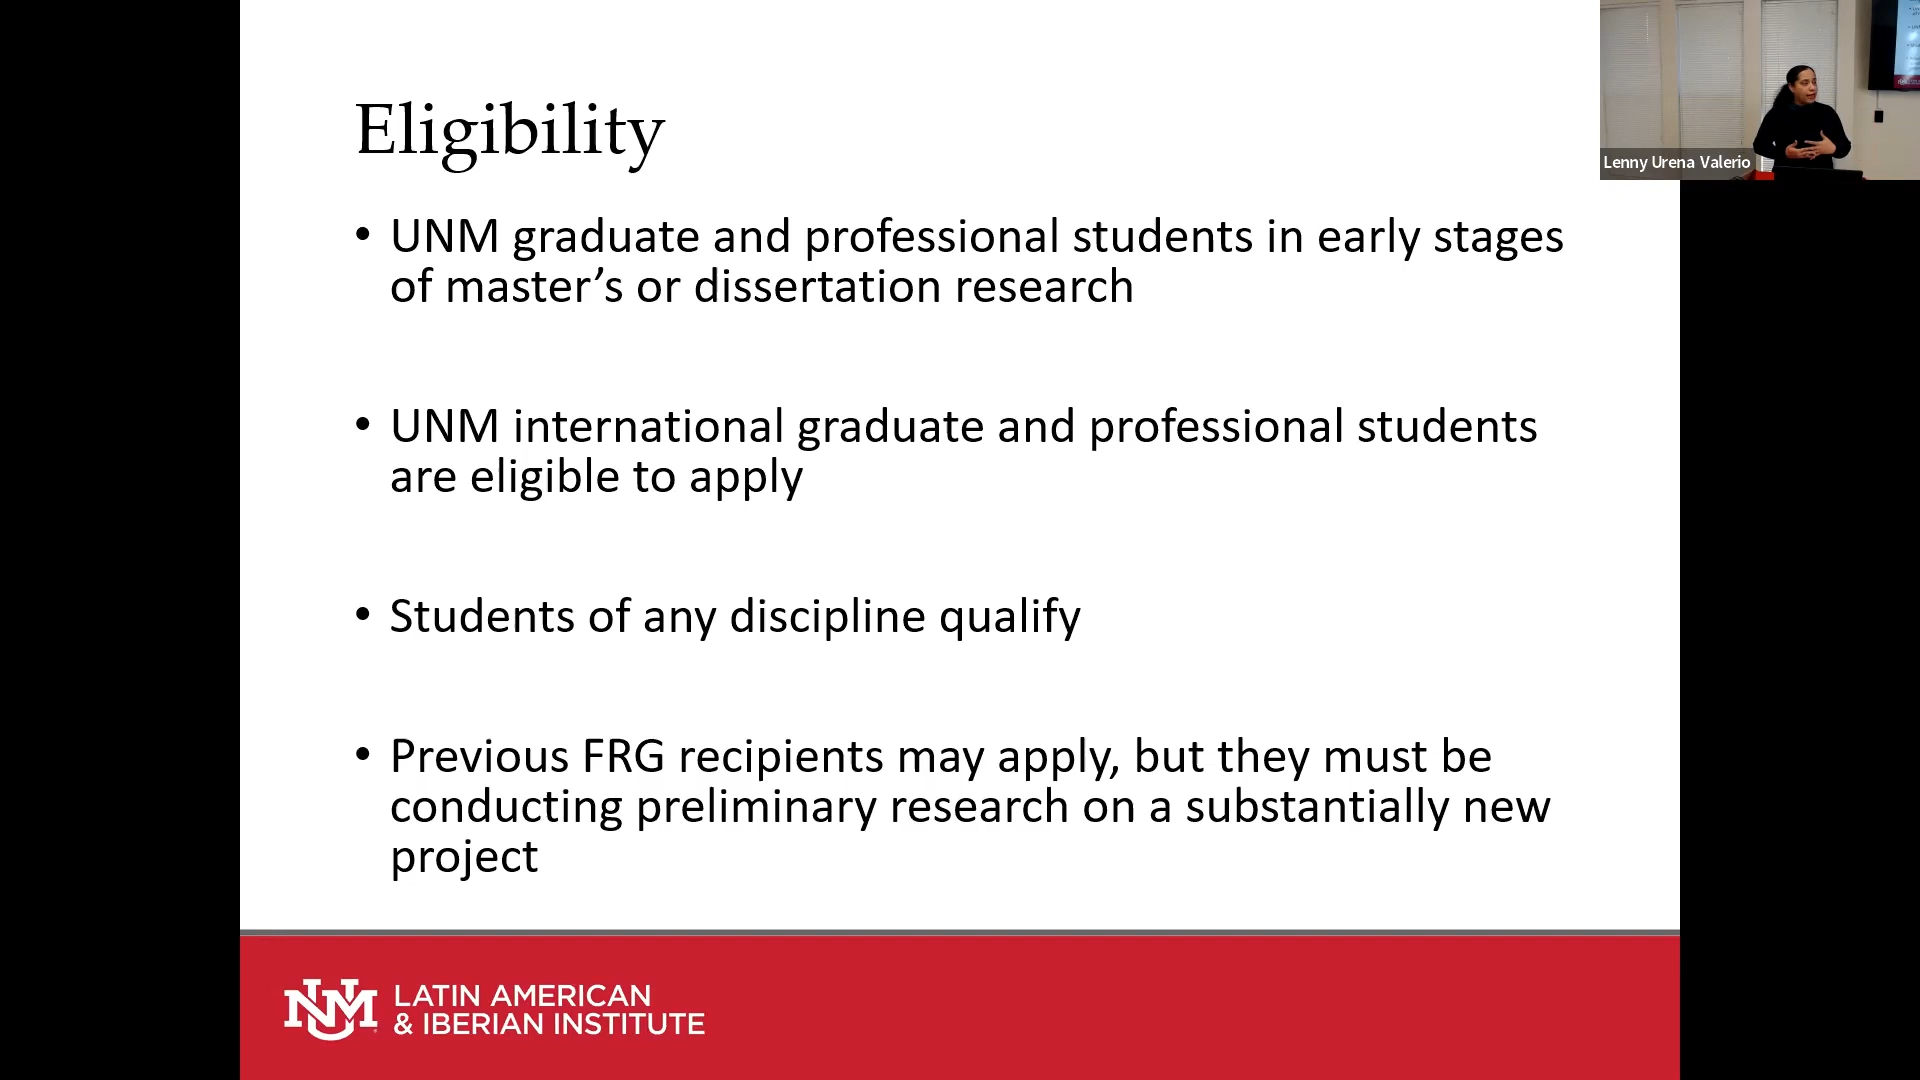 Eligibility
• UNM graduate and professional students in early stages
of master’s or dissertation research
• UNM international graduate and professional students
are eligible to apply
• Students of any discipline qualify
• Previous FRG recipients may apply, but they must be
conducting preliminary research on a substantially new
project
UNM LATIN AMERICAN
& IBERIAN INSTITUTE
Lenny Urena Valerio